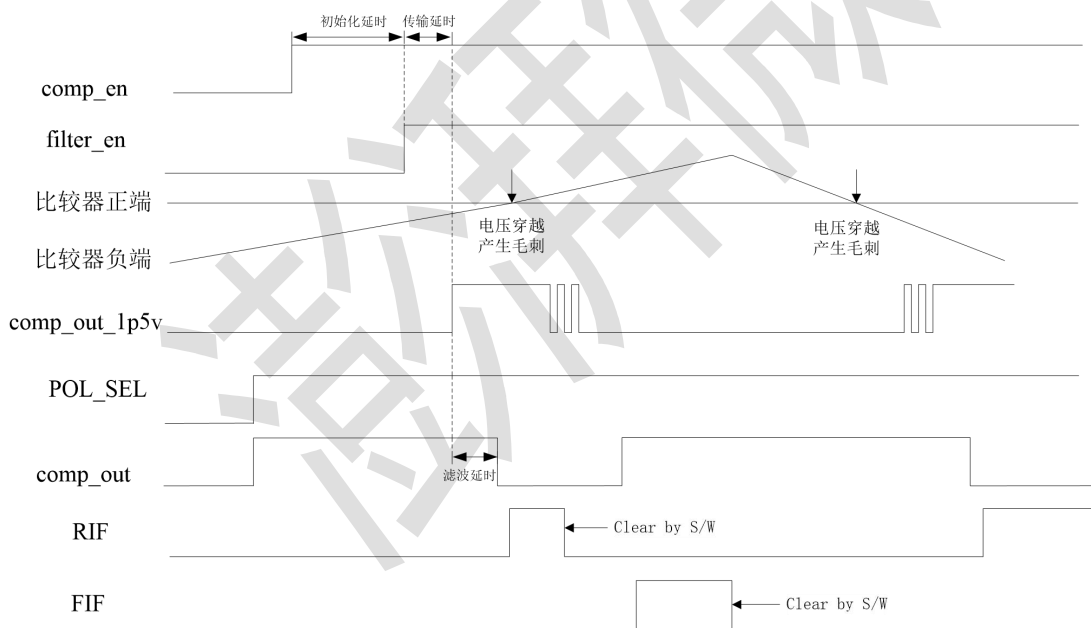 初始化延时
传输延时
comp_en
filter_en
比较器正端
电压穿越
产生毛刺
电压穿越
产生毛刺
比较器负端
comp_out_1p5v
POL_SEL
comp_out
滤波延时
RIF
Clear by S/W
FIF
Clear by S/W